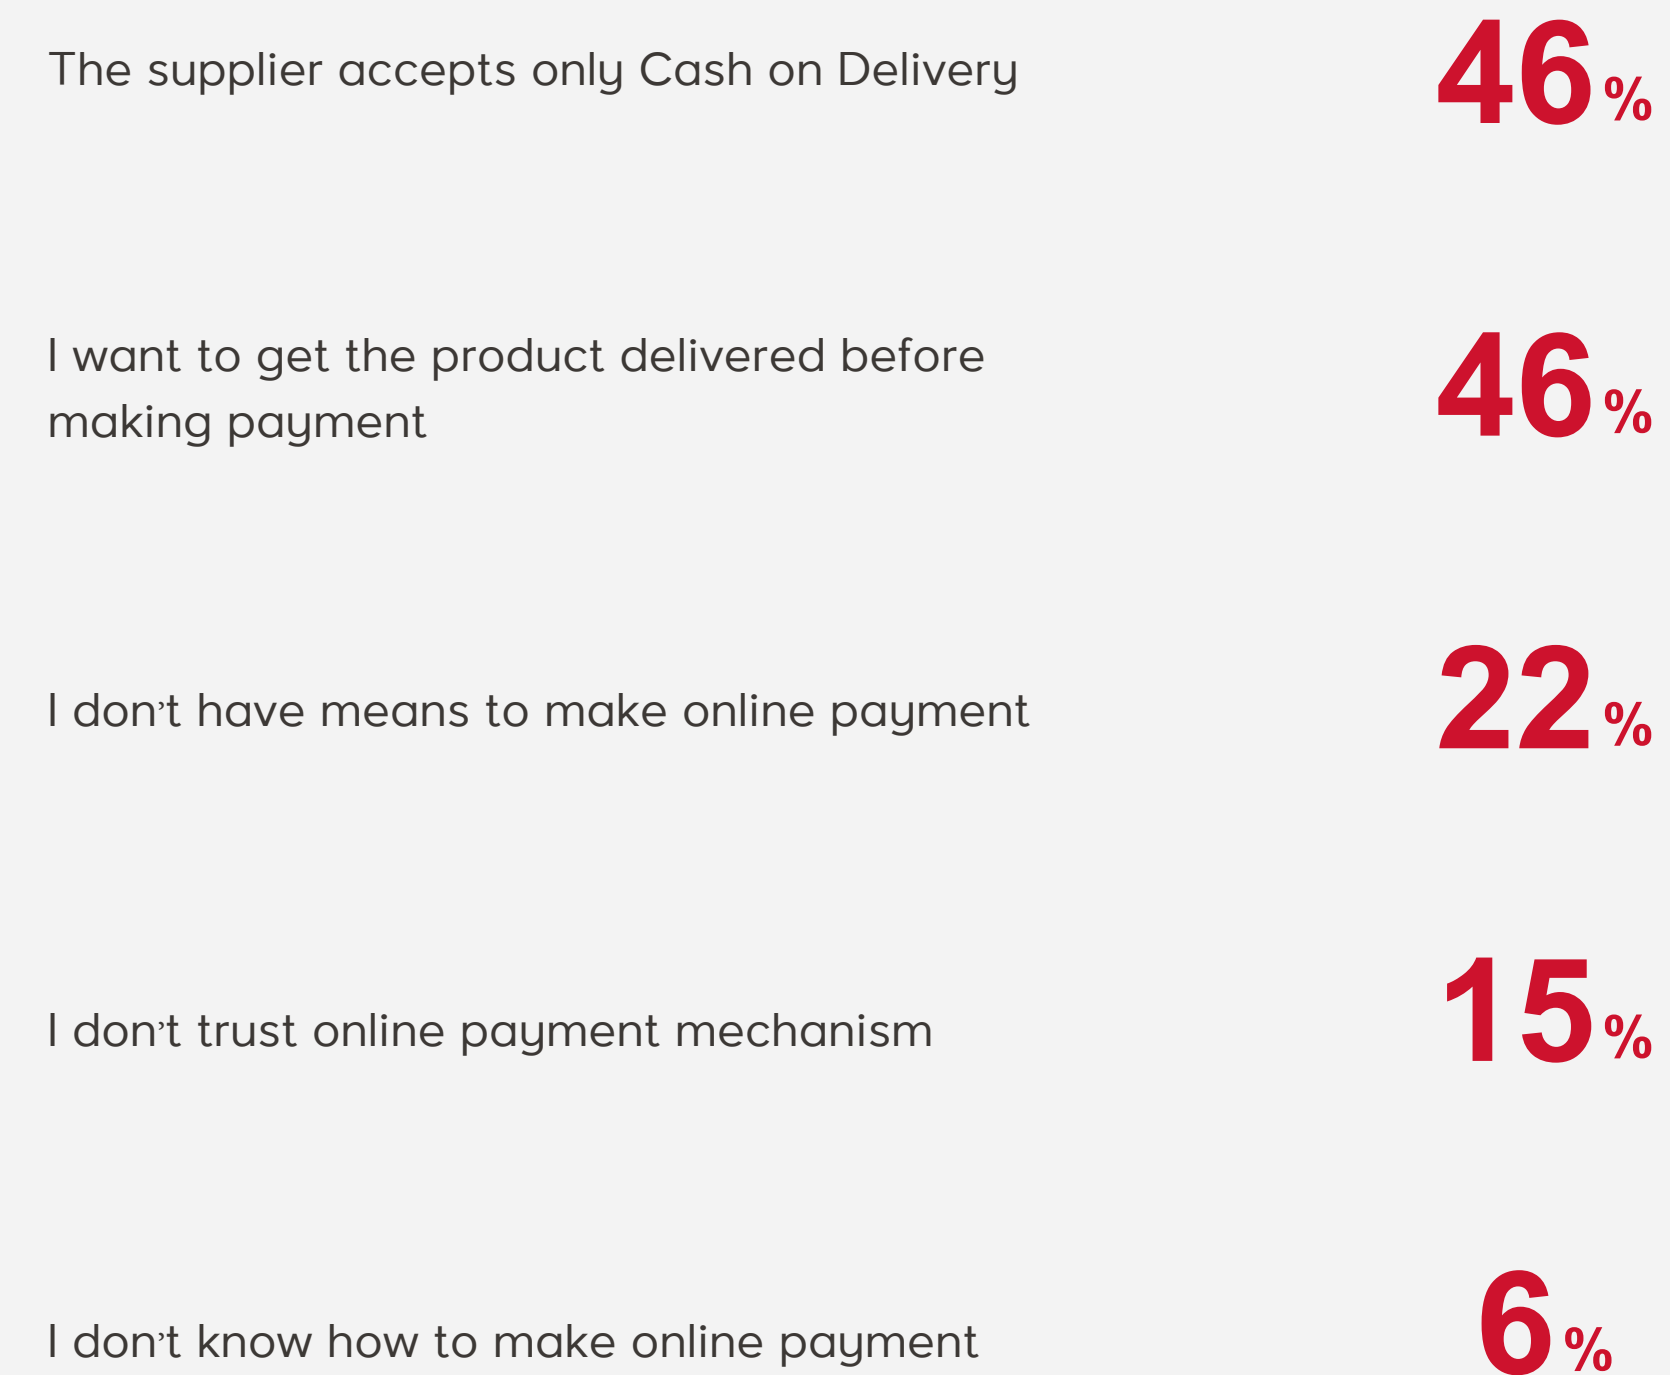 The supplier accepts only Cash on Delivery
46%
I want to get the product delivered before
making payment
46%
I don't have means to make online payment
22%
I don't trust online payment mechanism
15%
I don't know how to make online payment
6%